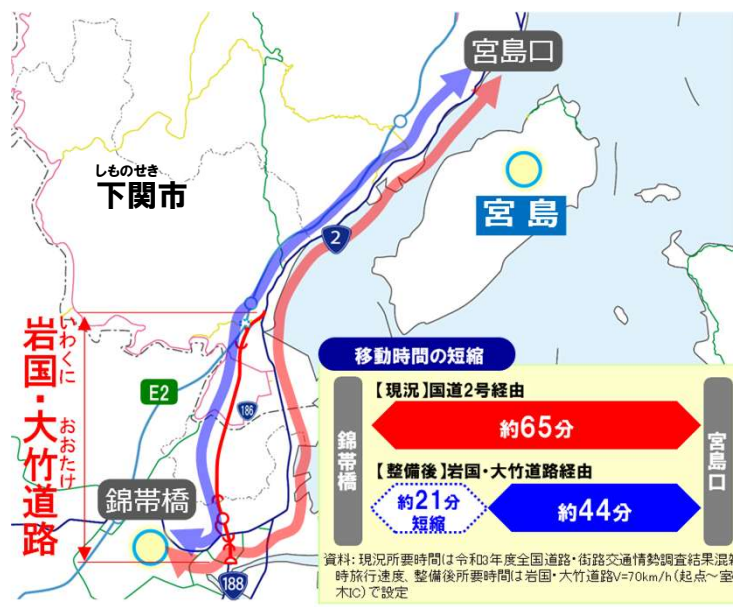 宮島口
しものせき
下関市
2
宮島
いわくに おおたけ
岩国・大竹道路
E2
186
錦帯橋
188
移動時間の短縮
錦帯橋
【現況】国道2号経由
約65分
【整備後】岩国・大竹道路経由
約21分
短縮
約44分
宮島口
資料:現況所要時間は令和3年度全国道路・街路交通情勢調査結果混雑
時旅行速度、整備後所要時間は岩国・大竹道路V=70km/h(起点~室の
木IC)で設定